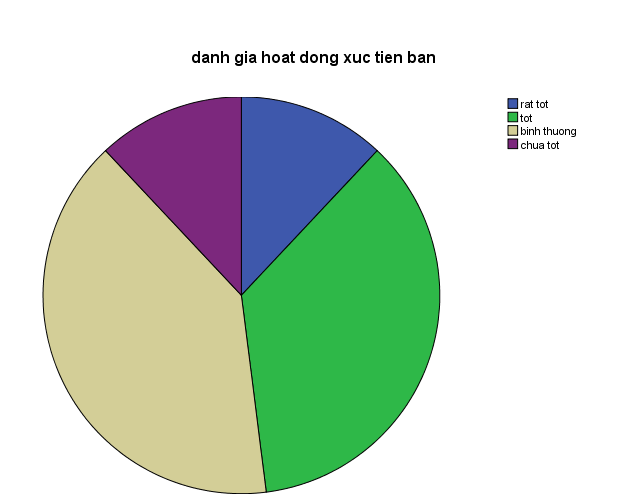 danh gia hoat dong xuc tien ban
rat tot
tot
binh thuong
chua tot